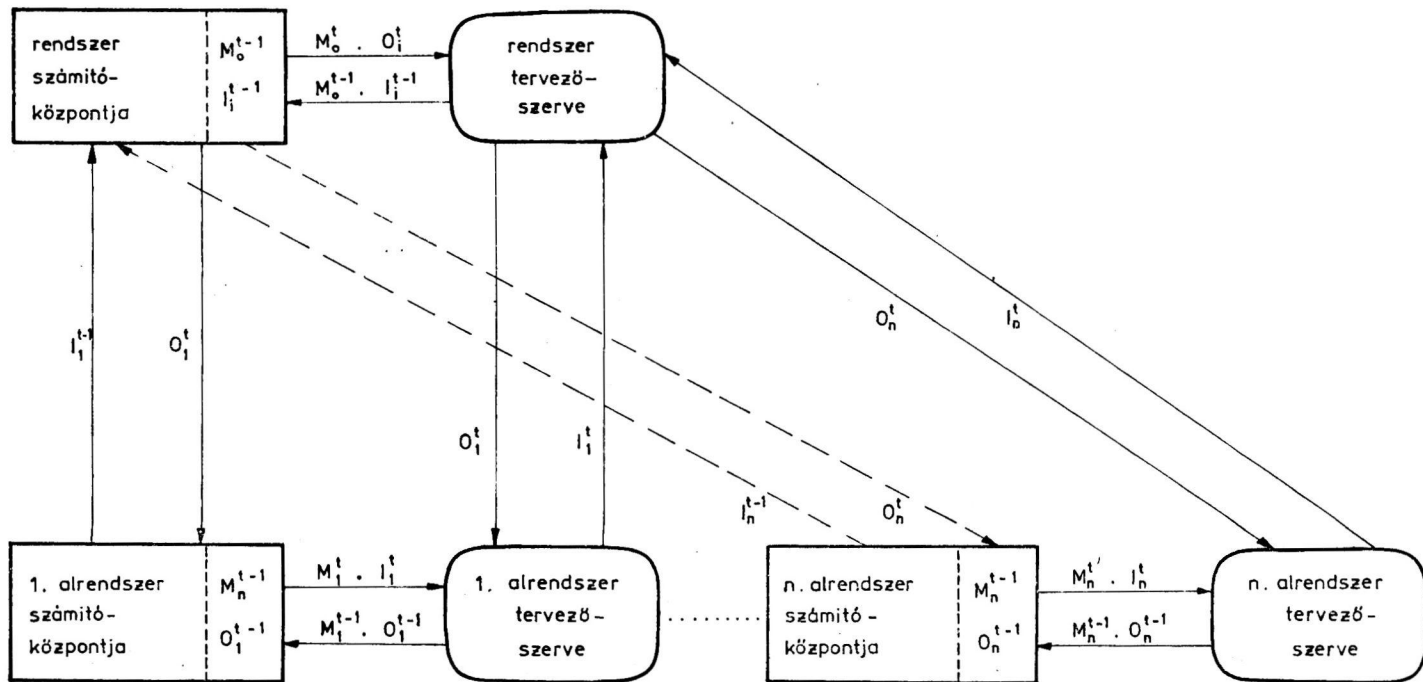 rendszer
számitó-
központja
M₀ᵗ⁻¹
Iᵢᵗ⁻¹
M₀ᵗ . Oᵢᵗ
M₀ᵗ⁻¹ . Iᵢᵗ⁻¹
rendszer
tervező-
szerve
I₁ᵗ⁻¹
O₁ᵗ
O₁ᵗ
I₁ᵗ
Oₙᵗ
Iₙᵗ
Iₙᵗ⁻¹
Oₙᵗ
1. alrendszer
számitó-
központja
Mₙᵗ⁻¹
O₁ᵗ⁻¹
M₁ᵗ . I₁ᵗ
M₁ᵗ⁻¹ . O₁ᵗ⁻¹
1. alrendszer
tervező-
szerve
.........
n. alrendszer
számitó-
központja
Mₙᵗ⁻¹
Oₙᵗ⁻¹
Mₙᵗ′ . Iₙᵗ
Mₙᵗ⁻¹ . Oₙᵗ⁻¹
n. alrendszer
tervező-
szerve